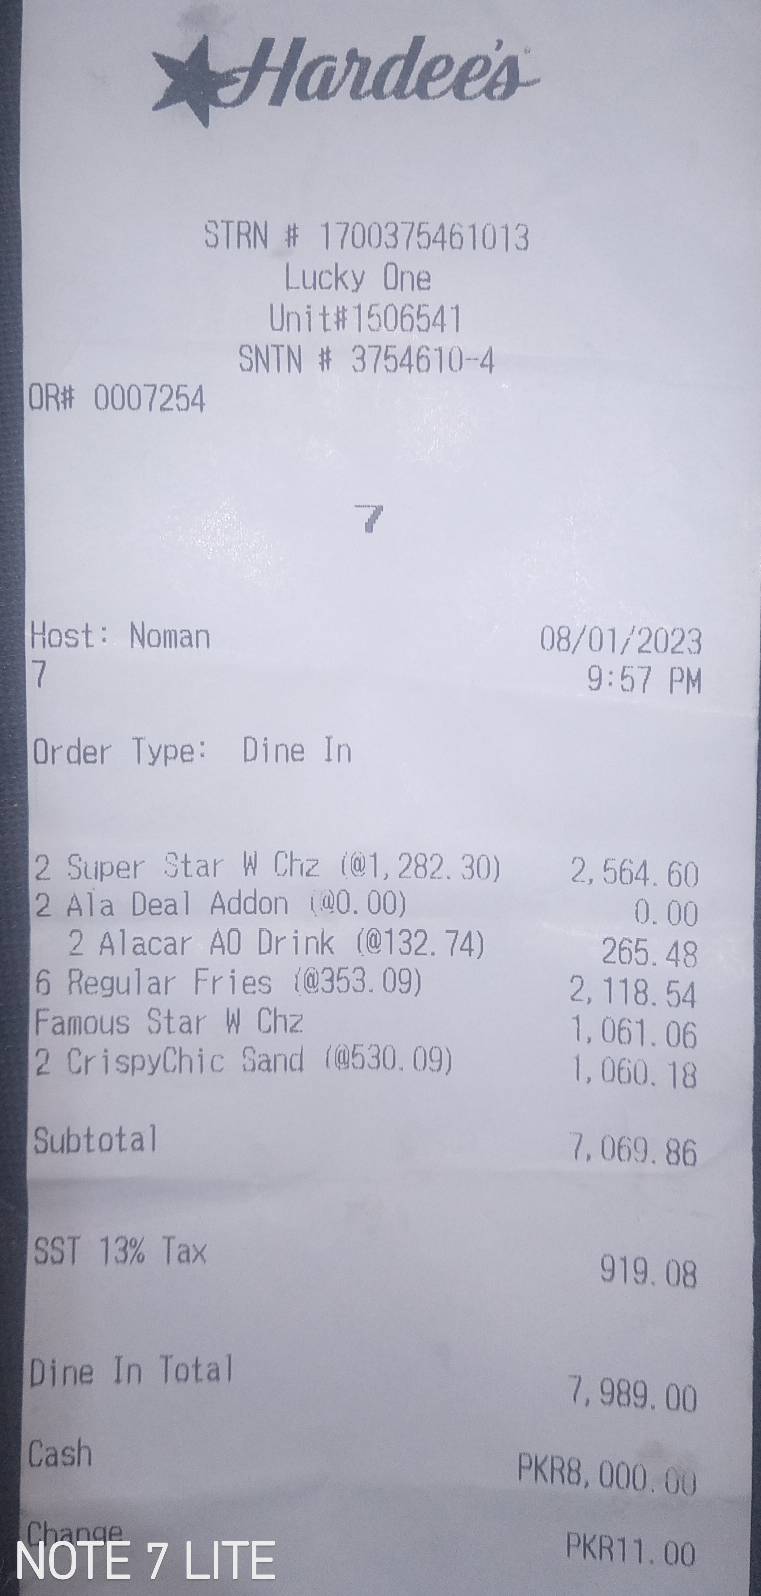 Hardee's
STRN # 1700375461013
Lucky One
Unit#1506541
SNTN # 3754610-4
OR# 0007254
7
Host: Noman 08/01/2023
7 9:57 PM
Order Type: Dine In
2 Super Star W Chz (@1,282.30) 2,564.60
2 Ala Deal Addon (@0.00) 0.00
2 Alacar AO Drink (@132.74) 265.48
6 Regular Fries (@353.09) 2,118.54
Famous Star W Chz 1,061.06
2 CrispyChic Sand (@530.09) 1,060.18
Subtotal 7,069.86
SST 13% Tax 919.08
Dine In Total 7,989.00
Cash PKR8,000.00
Change PKR11.00
NOTE 7 LITE